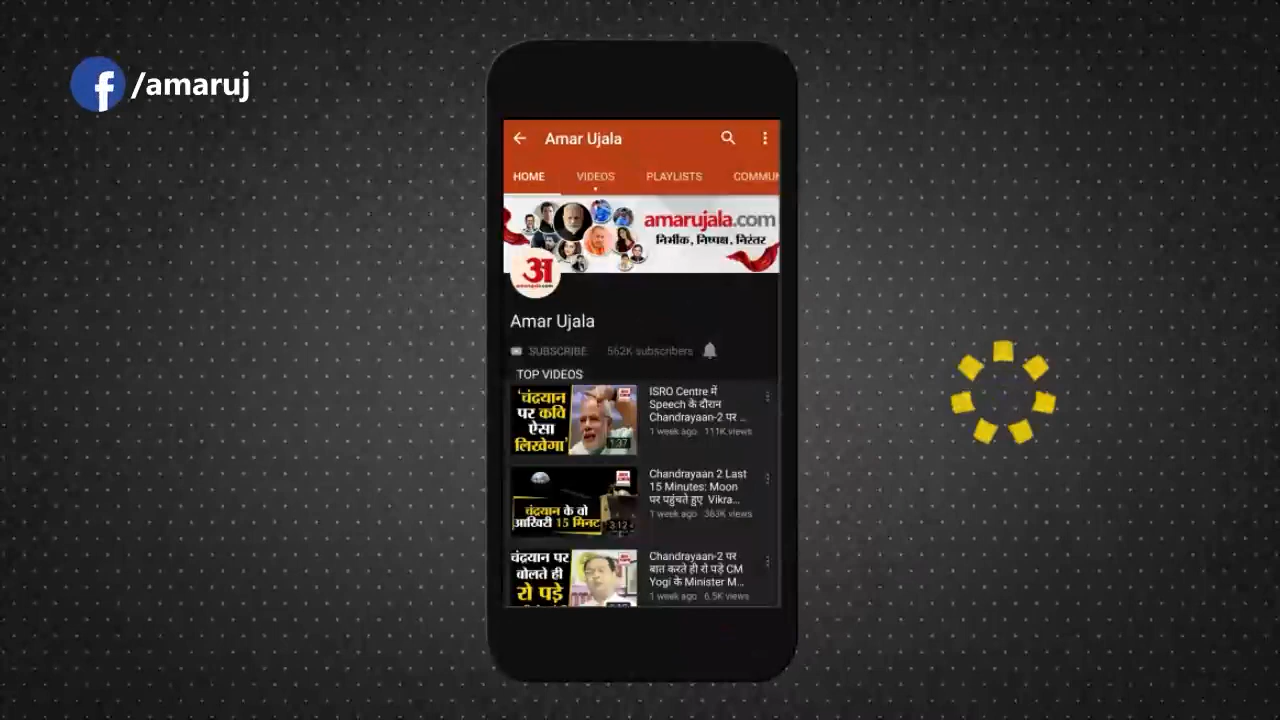 f /amaruj
Amar Ujala
HOME VIDEOS PLAYLISTS COMMUN
amarujala.com
निर्भीक, निष्पक्ष, निरंतर
अ
amarujala.com
Amar Ujala
SUBSCRIBE 562K subscribers
TOP VIDEOS
'चंद्रयान
पर कवि
ऐसा
लिखेगा'
1:37
ISRO Centre में
Speech के दौरान
Chandrayaan-2 पर ...
1 week ago 111K views
चंद्रयान के वो
आखिरी 15 मिनट
3:12
Chandrayaan 2 Last
15 Minutes: Moon
पर पहुंचते हुए Vikra...
1 week ago 363K views
चंद्रयान पर
बोलते ही
रो पड़े
Chandrayaan-2 पर
बात करते ही रो पड़े CM
Yogi के Minister M...
1 week ago 6.5K views